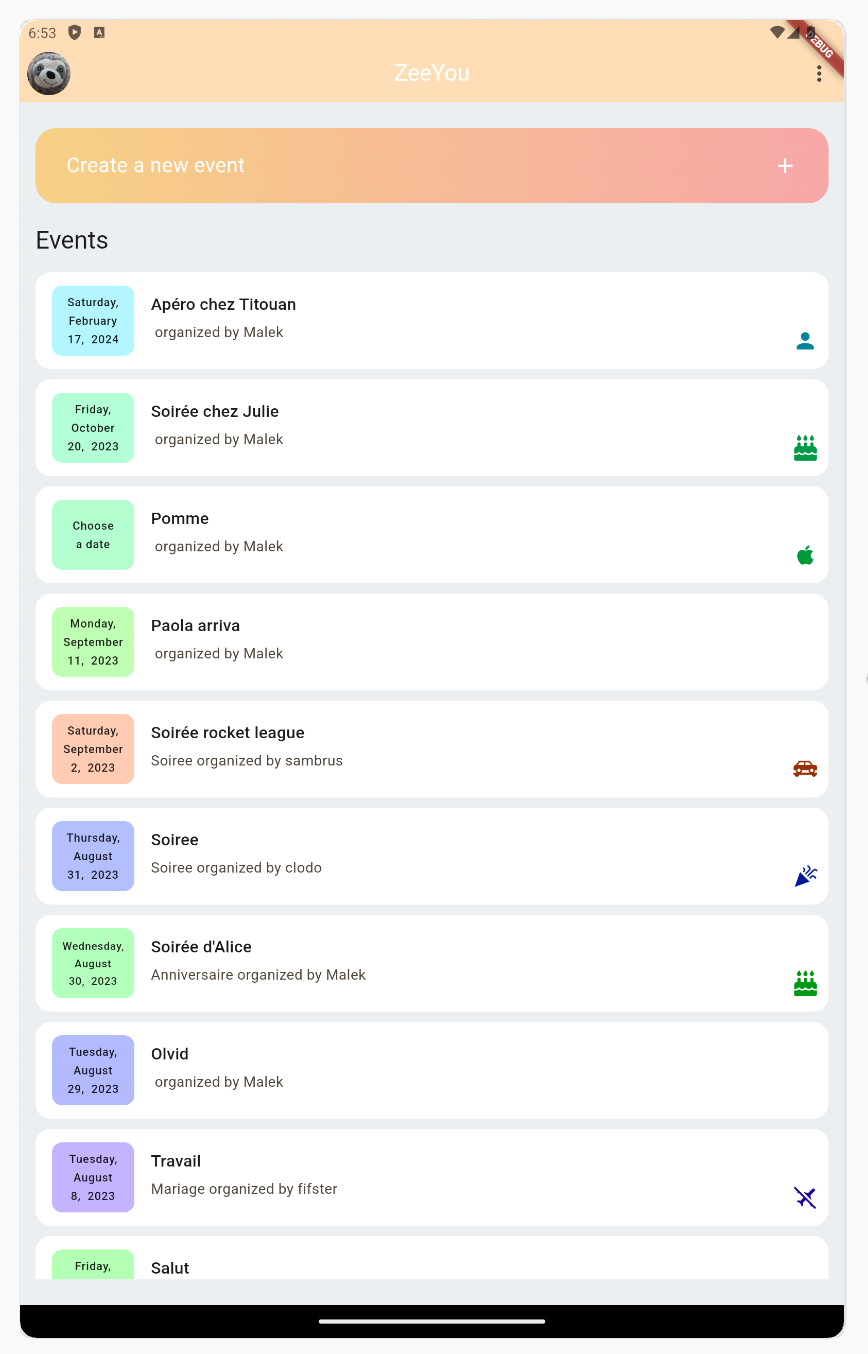 6:53
A
DEBUG
ZeeYou
Create a new event
+
Events
Saturday,
February
17, 2024
Apéro chez Titouan
organized by Malek
Friday,
October
20, 2023
Soirée chez Julie
organized by Malek
Choose
a date
Pomme
organized by Malek
Monday,
September
11, 2023
Paola arriva
organized by Malek
Saturday,
September
2, 2023
Soirée rocket league
Soiree organized by sambrus
Thursday,
August
31, 2023
Soiree
Soiree organized by clodo
Wednesday,
August
30, 2023
Soirée d'Alice
Anniversaire organized by Malek
Tuesday,
August
29, 2023
Olvid
organized by Malek
Tuesday,
August
8, 2023
Travail
Mariage organized by fifster
Friday,
Salut